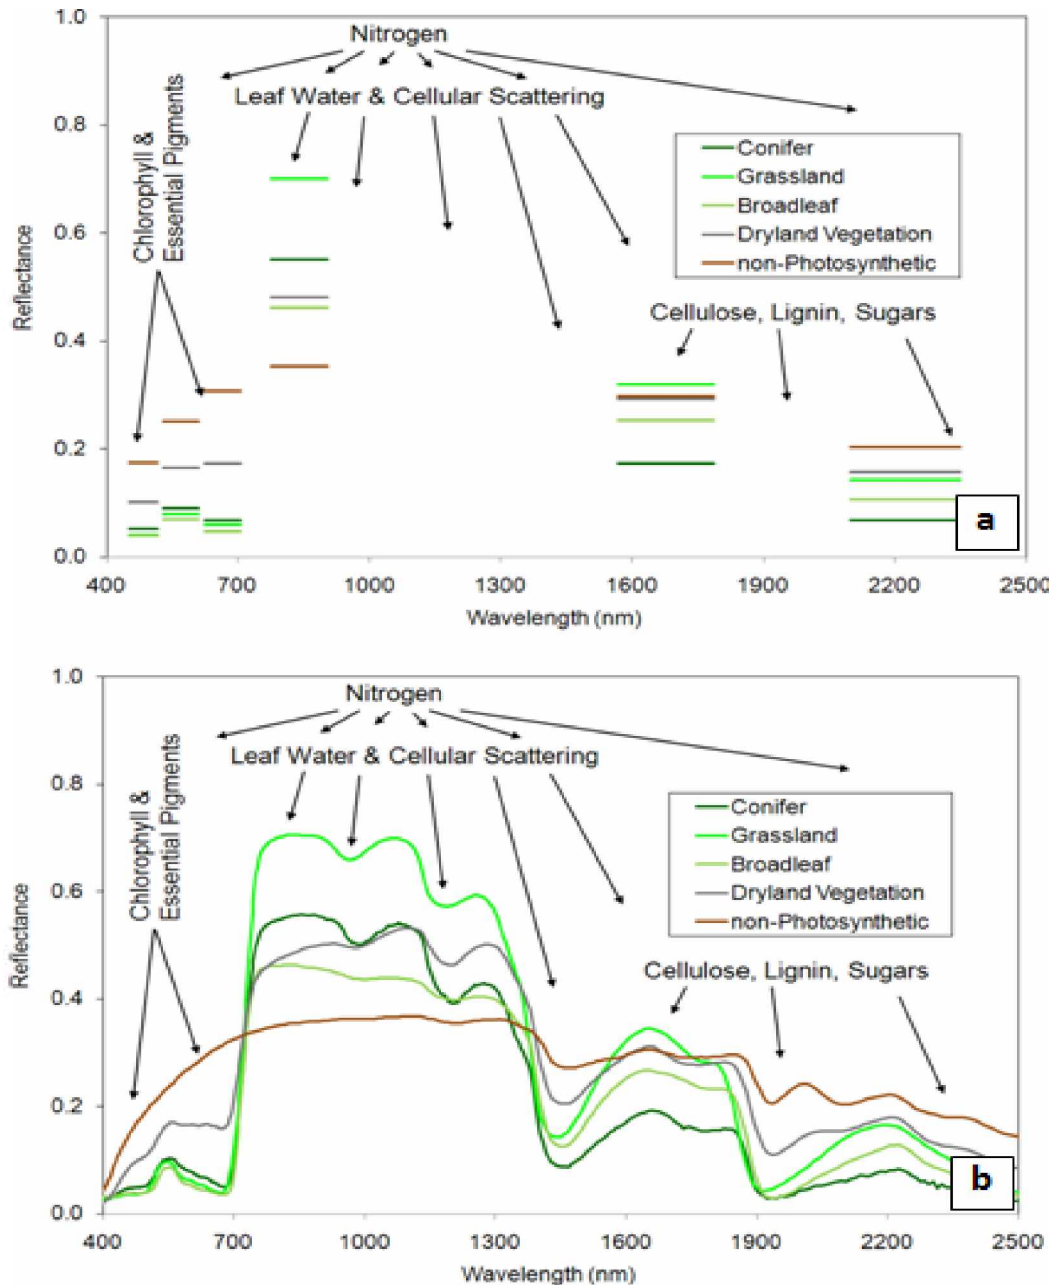 1.0
Nitrogen
Leaf Water & Cellular Scattering
Chlorophyll &
Essential Pigments
0.8
Conifer
Grassland
Broadleaf
Dryland Vegetation
non-Photosynthetic
0.6
Reflectance
Cellulose, Lignin, Sugars
0.4
0.2
a
0.0
400 700 1000 1300 1600 1900 2200 2500
Wavelength (nm)
1.0
Nitrogen
Leaf Water & Cellular Scattering
Chlorophyll &
Essential Pigments
0.8
Conifer
Grassland
Broadleaf
Dryland Vegetation
non-Photosynthetic
0.6
Reflectance
Cellulose, Lignin, Sugars
0.4
0.2
b
0.0
400 700 1000 1300 1600 1900 2200 2500
Wavelength (nm)